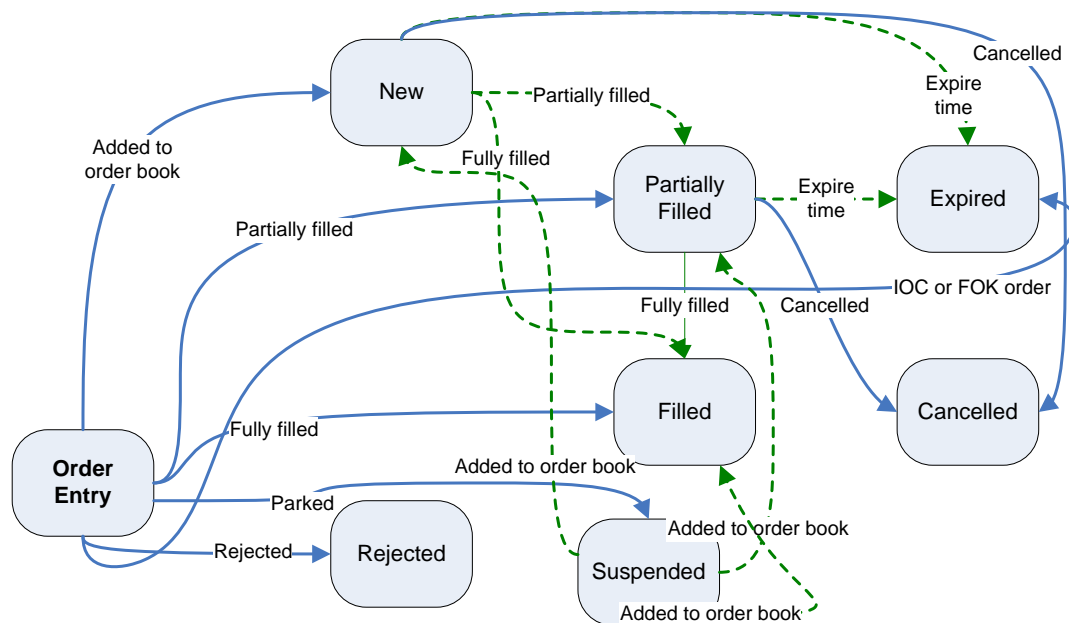 Cancelled
New
Expire
time
Partially filled
Added to
order book
Fully filled
Partially
Filled
Expire
time
Expired
Partially filled
IOC or FOK order
Fully filled
Cancelled
Filled
Cancelled
Fully filled
Order
Entry
Added to order book
Parked
Added to order book
Rejected
Rejected
Suspended
Added to order book